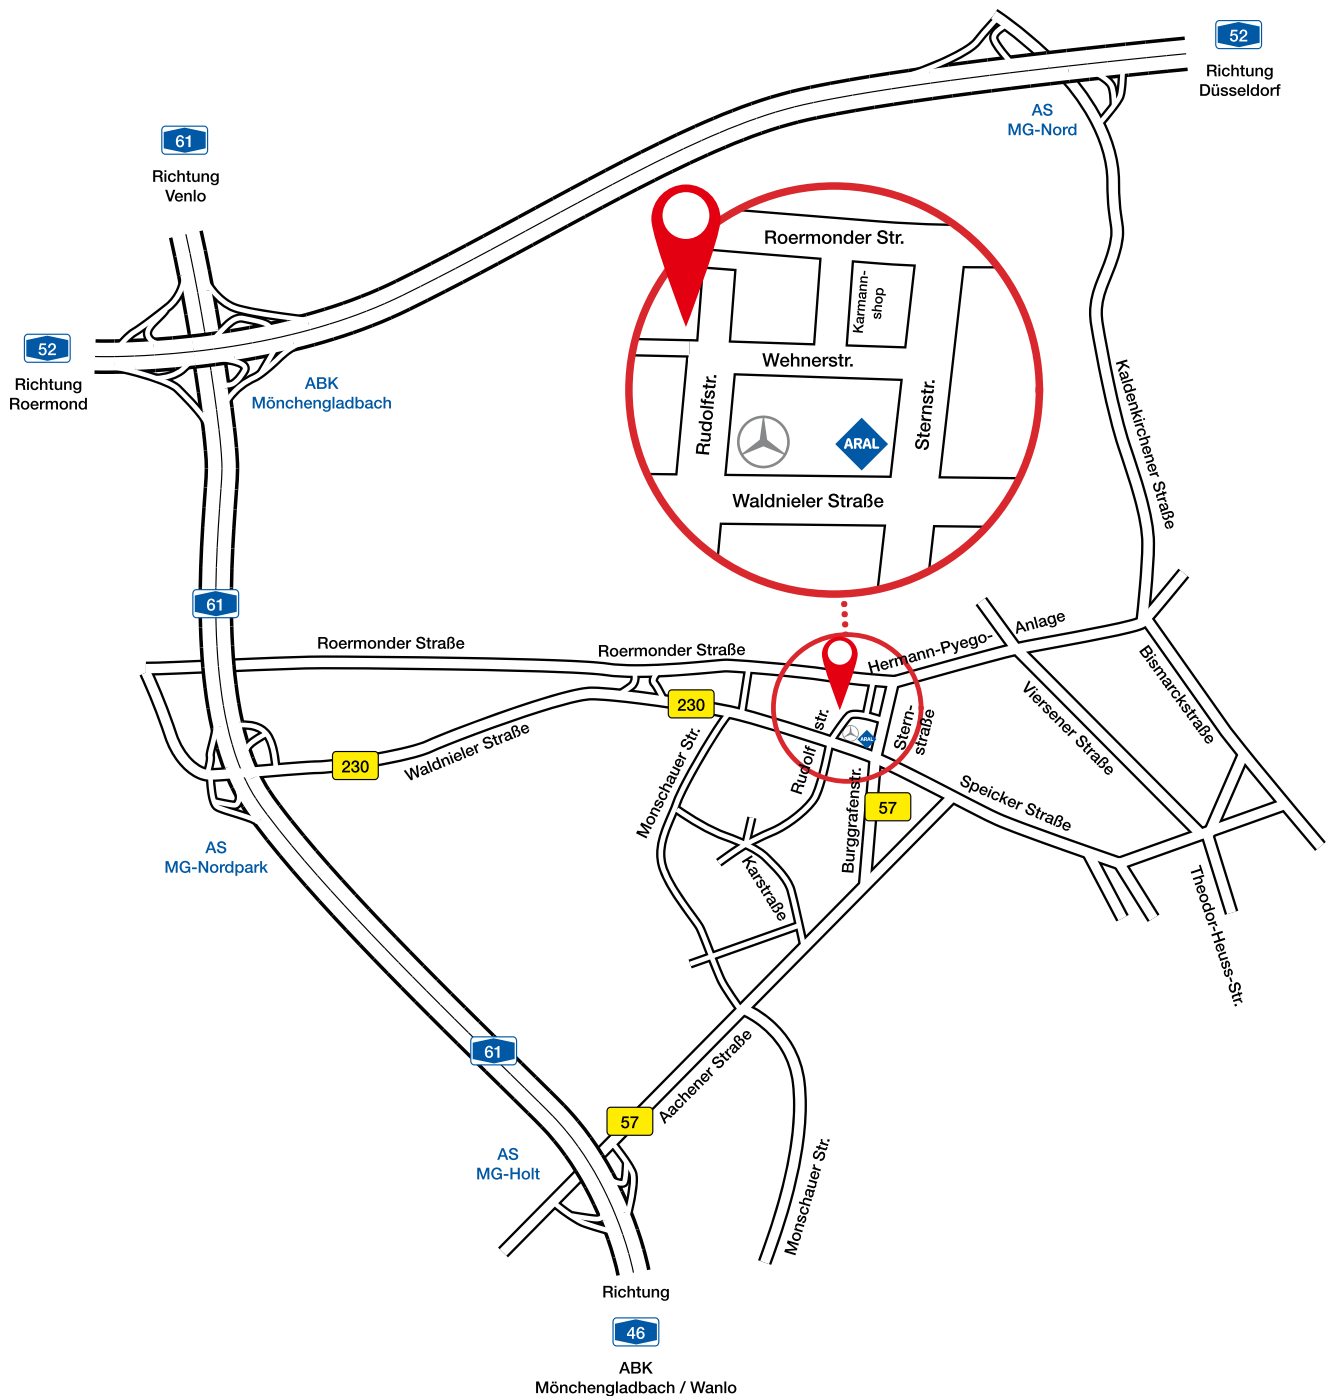 52
Richtung
Düsseldorf
AS
MG-Nord
61
Richtung
Venlo
52
Richtung
Roermond
ABK
Mönchengladbach
Roermonder Str.
Karmann-
shop
Wehnerstr.
Rudolfstr.
Sternstr.
ARAL
Waldnieler Straße
Kaldenkirchener Straße
61
Roermonder Straße
Roermonder Straße
Hermann-Pyego-
Anlage
Bismarckstraße
Viersener Straße
230
230
Waldnieler Straße
Monschauer Str.
Rudolf
str.
ARAL
Stern-
straße
Burggrafenstr.
57
Speicker Straße
AS
MG-Nordpark
Karstraße
Theodor-Heuss-Str.
61
Aachener Straße
57
AS
MG-Holt
Monschauer Str.
Richtung
46
ABK
Mönchengladbach / Wanlo